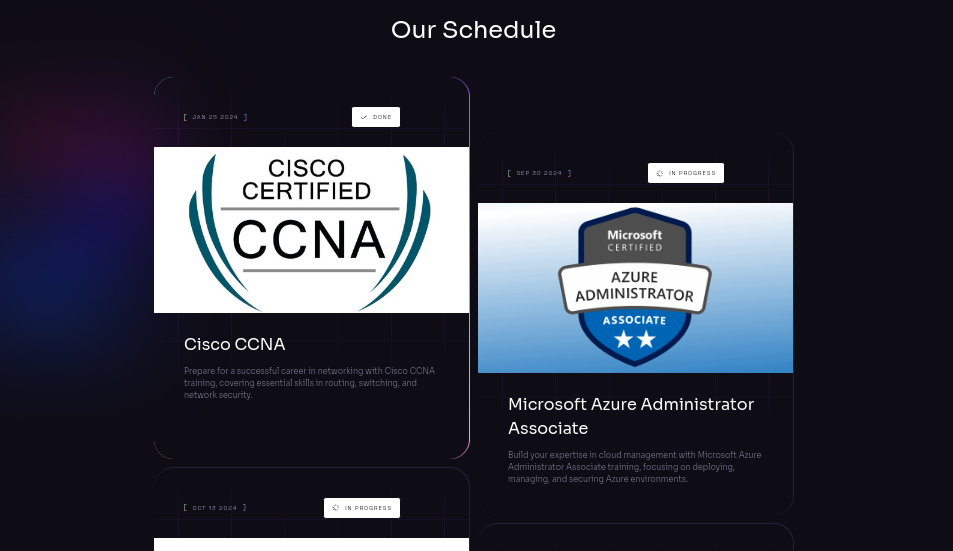 Our Schedule
[ JAN 25 2024 ]
DONE
CISCO
CERTIFIED
CCNA
Cisco CCNA
Prepare for a successful career in networking with Cisco CCNA
training, covering essential skills in routing, switching, and
network security.
[ SEP 30 2024 ]
IN PROGRESS
Microsoft
CERTIFIED
AZURE
ADMINISTRATOR
ASSOCIATE
Microsoft Azure Administrator
Associate
Build your expertise in cloud management with Microsoft Azure
Administrator Associate training, focusing on deploying,
managing, and securing Azure environments.
[ OCT 13 2024 ]
IN PROGRESS